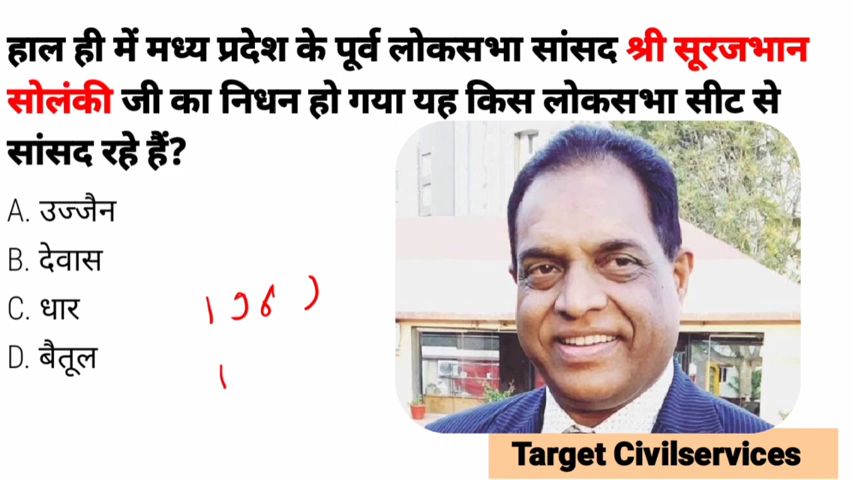 हाल ही में मध्य प्रदेश के पूर्व लोकसभा सांसद श्री सूरजभान
सोलंकी जी का निधन हो गया यह किस लोकसभा सीट से
सांसद रहे हैं?
A. उज्जैन
B. देवास
C. धार
D. बैतूल
Target Civilservices